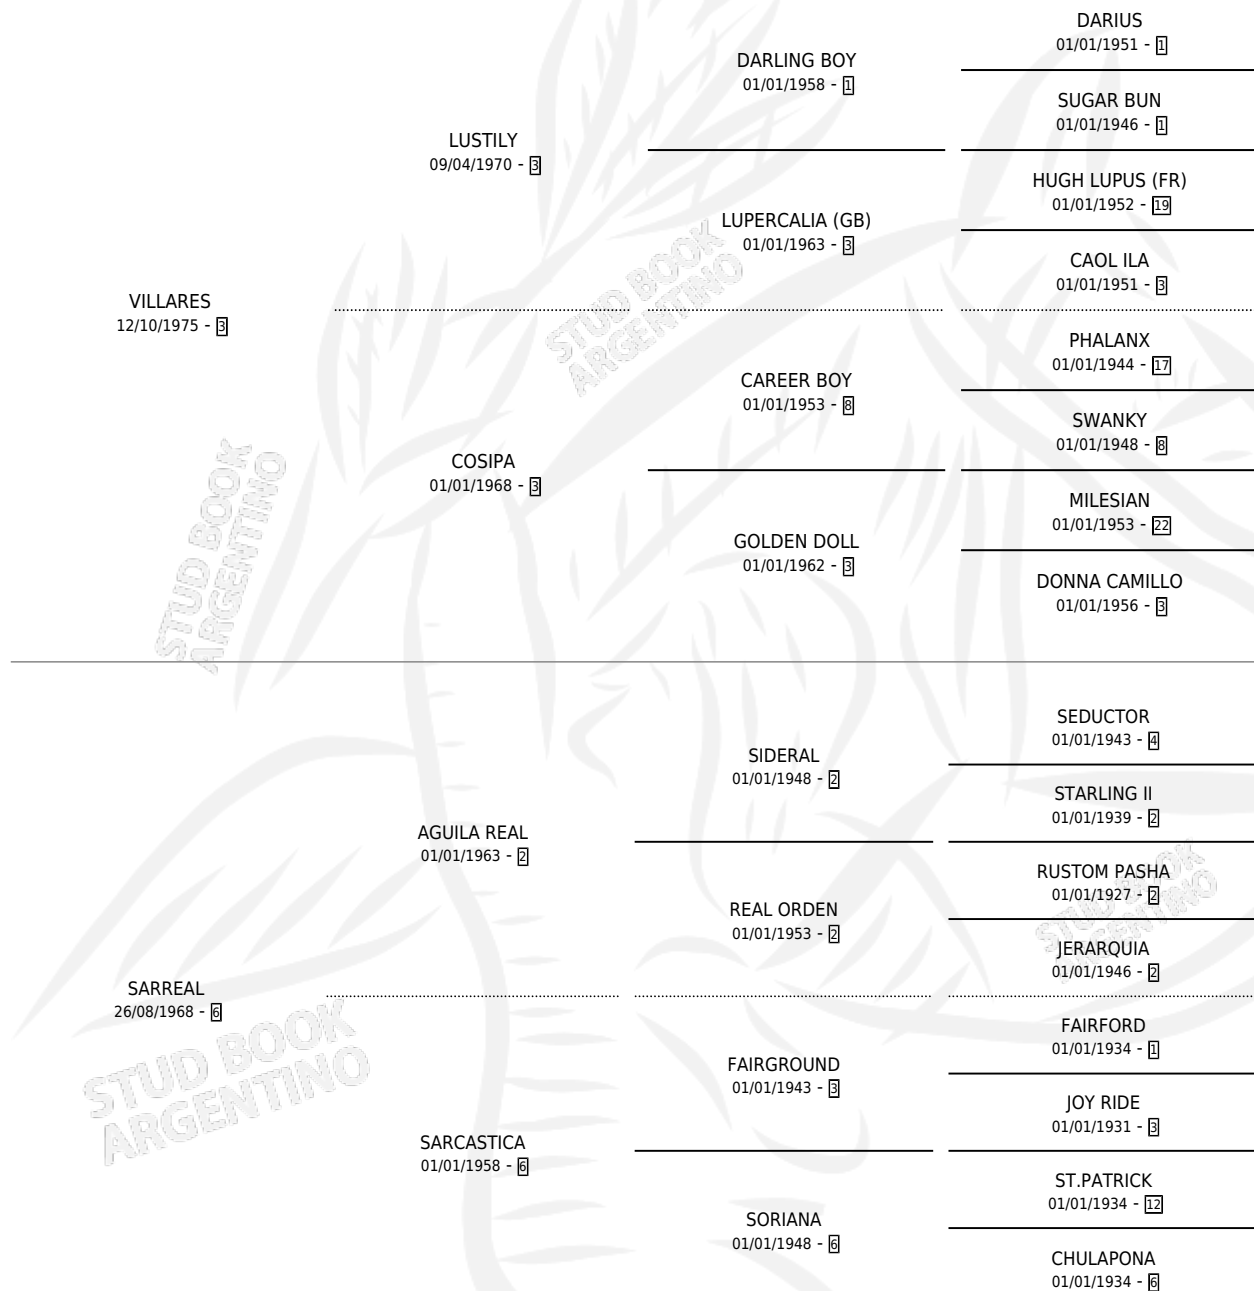 DARIUS
01/01/1951 - 1
DARLING BOY
01/01/1958 - 1
SUGAR BUN
01/01/1946 - 1
LUSTILY
09/04/1970 - 3
HUGH LUPUS (FR)
01/01/1952 - 19
LUPERCALIA (GB)
01/01/1963 - 3
CAOL ILA
01/01/1951 - 3
VILLARES
12/10/1975 - 3
PHALANX
01/01/1944 - 17
CAREER BOY
01/01/1953 - 8
SWANKY
01/01/1948 - 8
COSIPA
01/01/1968 - 3
MILESIAN
01/01/1953 - 22
GOLDEN DOLL
01/01/1962 - 3
DONNA CAMILLO
01/01/1956 - 3
SEDUCTOR
01/01/1943 - 4
SIDERAL
01/01/1948 - 2
STARLING II
01/01/1939 - 2
AGUILA REAL
01/01/1963 - 2
RUSTOM PASHA
01/01/1927 - 2
REAL ORDEN
01/01/1953 - 2
JERARQUIA
01/01/1946 - 2
SARREAL
26/08/1968 - 6
FAIRFORD
01/01/1934 - 1
FAIRGROUND
01/01/1943 - 3
JOY RIDE
01/01/1931 - 3
SARCASTICA
01/01/1958 - 6
ST.PATRICK
01/01/1934 - 12
SORIANA
01/01/1948 - 6
CHULAPONA
01/01/1934 - 6
STUD BOOK
ARGENTINO
STUD BOOK
ARGENTINO
STUD BOOK
ARGENTINO
STUD BOOK
ARGENTINO